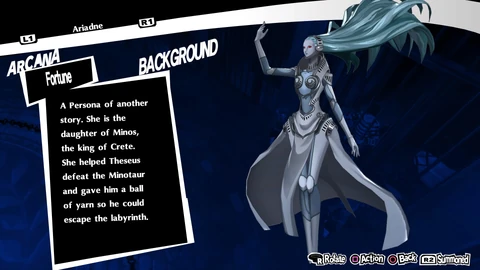 L1 Ariadne R1
ARCANA
Fortune
BACKGROUND
A Persona of another
story. She is the
daughter of Minos,
the king of Crete.
She helped Theseus
defeat the Minotaur
and gave him a ball
of yarn so he could
escape the labyrinth.
R Rotate Action Back R2 Summoned